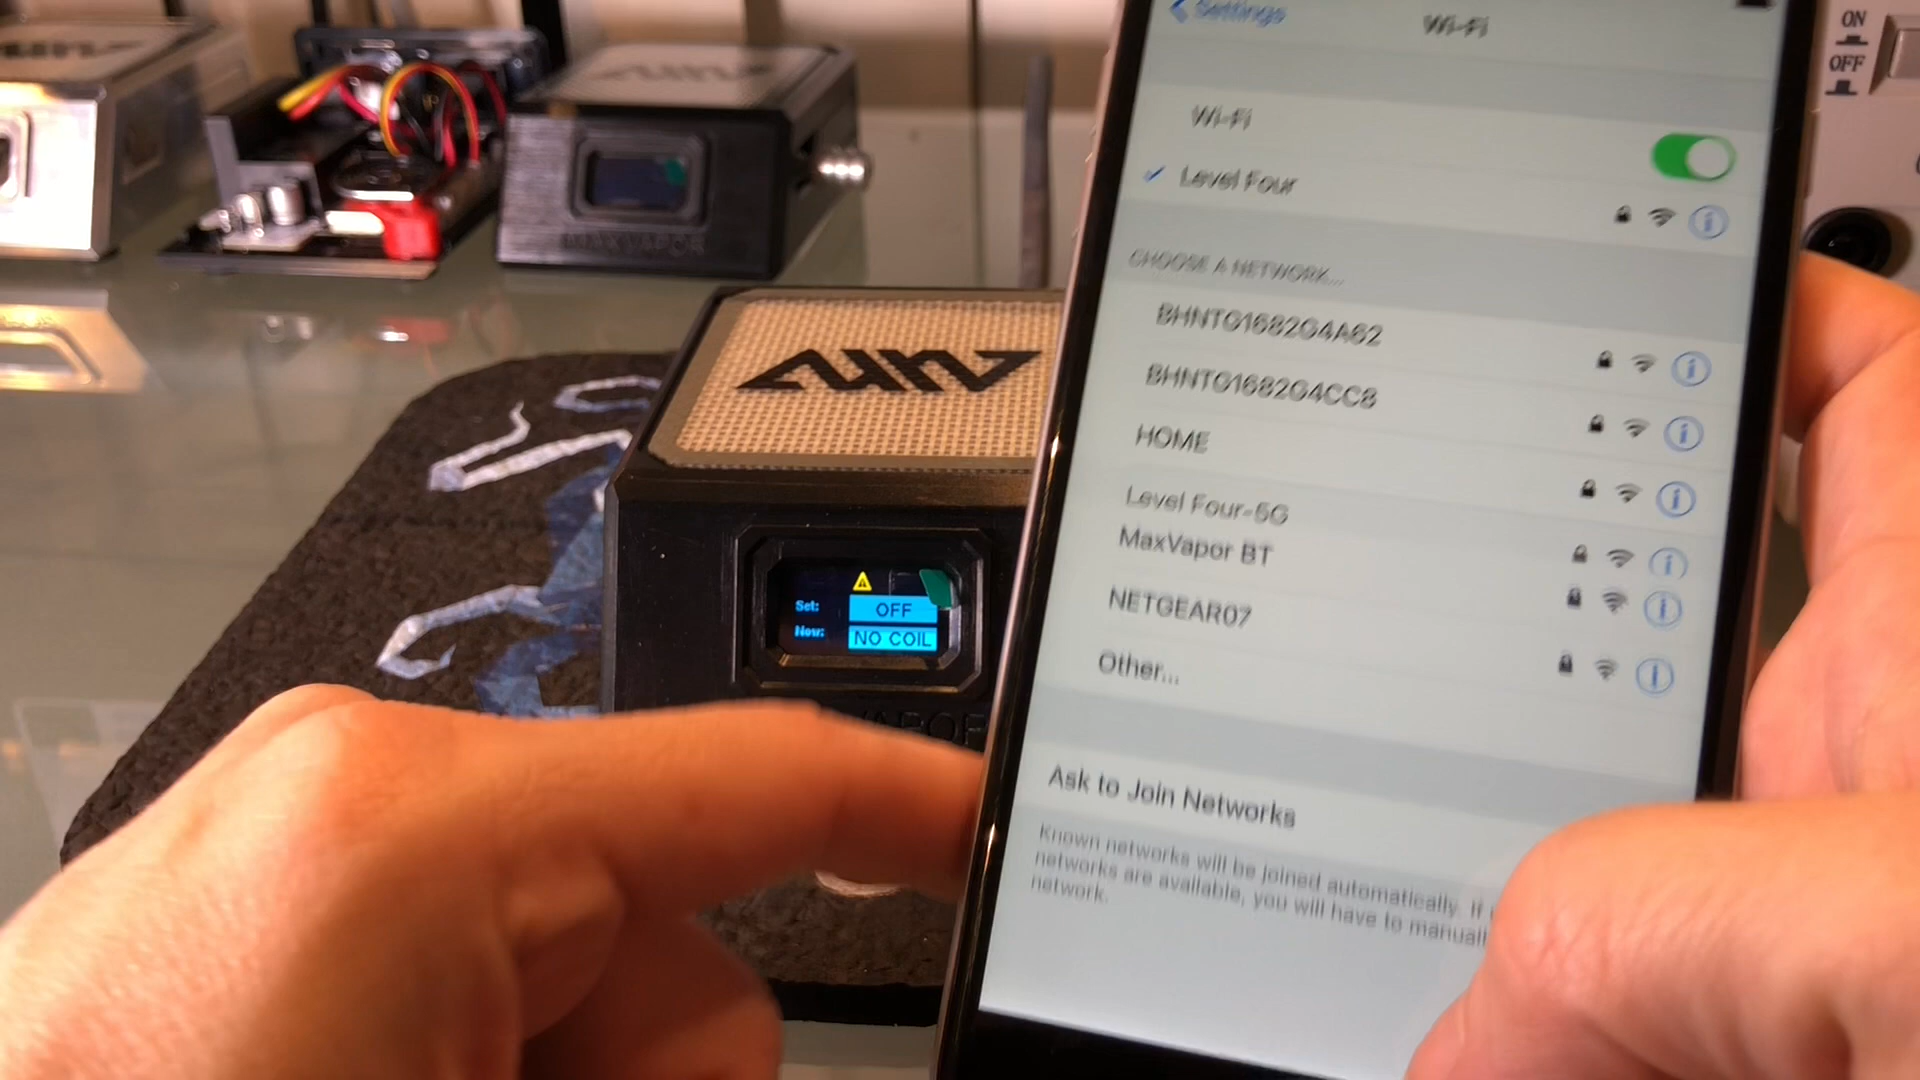 Settings
Wi-Fi
Wi-Fi
Level Four
CHOOSE A NETWORK...
BHNTG1682G4A62
BHNTG1682G4CC8
HOME
Level Four-5G
MaxVapor BT
NETGEAR07
Other...
Ask to Join Networks
Known networks will be joined automatically. If
networks are available, you will have to manuall
network.
Set: OFF
Now: NO COIL
MAXVAPOR
VAPOR
ON
OFF